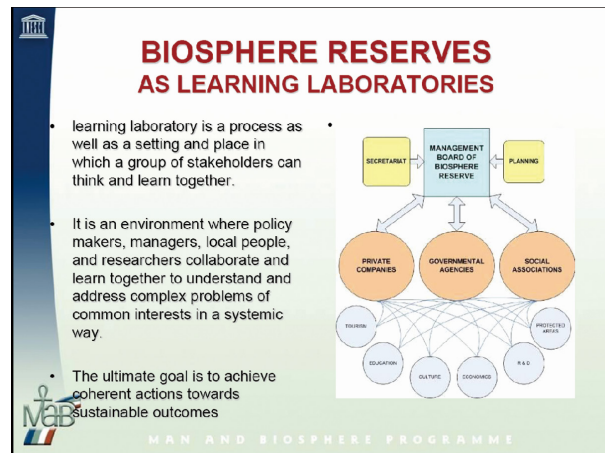 BIOSPHERE RESERVES
AS LEARNING LABORATORIES
• learning laboratory is a process as
well as a setting and place in
which a group of stakeholders can
think and learn together.
• It is an environment where policy
makers, managers, local people,
and researchers collaborate and
learn together to understand and
address complex problems of
common interests in a systemic
way.
• The ultimate goal is to achieve
coherent actions towards
sustainable outcomes
•
SECRETARIAT
MANAGEMENT
BOARD OF
BIOSPHERE
RESERVE
PLANNING
PRIVATE
COMPANIES
GOVERNMENTAL
AGENCIES
SOCIAL
ASSOCIATIONS
TOURISM
EDUCATION
CULTURE
ECONOMICS
R & D
PROTECTED
AREAS
MaB
MAN AND BIOSPHERE PROGRAMME